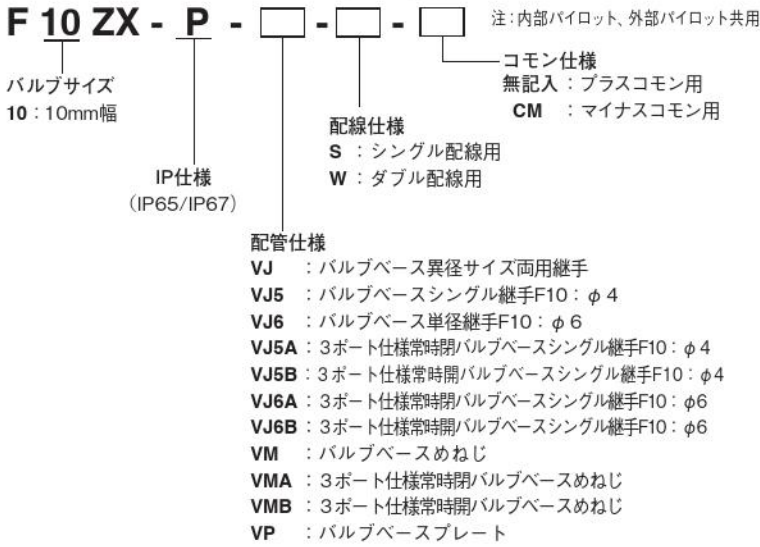 F 10 ZX - P - □ - □ - □
注：内部パイロット、外部パイロット共用
コモン仕様
無記入：プラスコモン用
CM ：マイナスコモン用
バルブサイズ
10：10mm幅
配線仕様
S ：シングル配線用
W：ダブル配線用
IP仕様
（IP65/IP67）
配管仕様
VJ ：バルブベース異径サイズ両用継手
VJ5 ：バルブベースシングル継手F10：φ4
VJ6 ：バルブベース単径継手F10：φ6
VJ5A：3ポート仕様常時閉バルブベースシングル継手F10：φ4
VJ5B：3ポート仕様常時開バルブベースシングル継手F10：φ4
VJ6A：3ポート仕様常時閉バルブベースシングル継手F10：φ6
VJ6B：3ポート仕様常時開バルブベースシングル継手F10：φ6
VM ：バルブベースめねじ
VMA：3ポート仕様常時閉バルブベースめねじ
VMB：3ポート仕様常時開バルブベースめねじ
VP ：バルブベースプレート